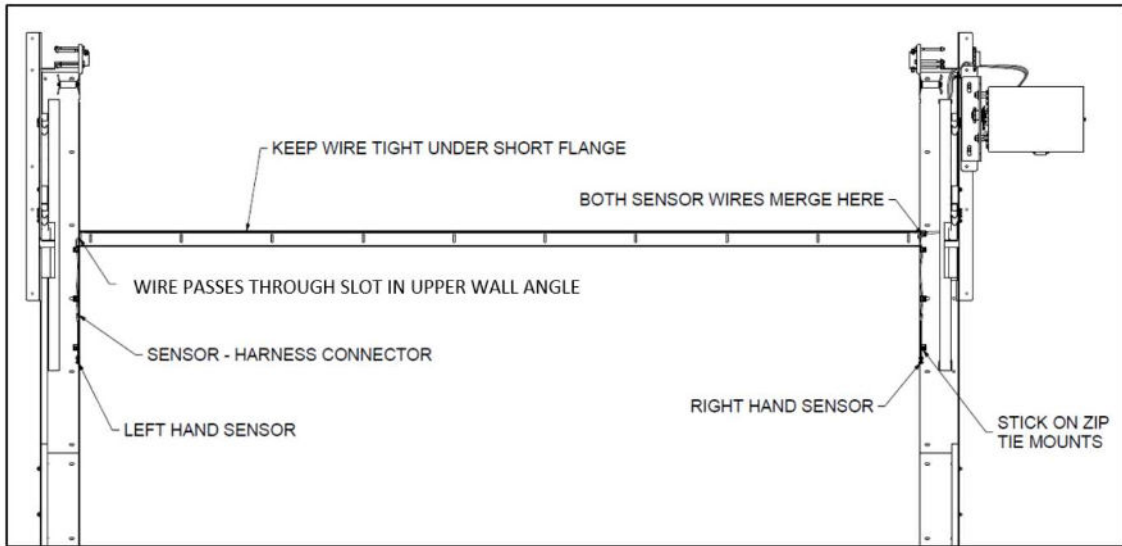 KEEP WIRE TIGHT UNDER SHORT FLANGE
BOTH SENSOR WIRES MERGE HERE
WIRE PASSES THROUGH SLOT IN UPPER WALL ANGLE
SENSOR - HARNESS CONNECTOR
RIGHT HAND SENSOR
LEFT HAND SENSOR
STICK ON ZIP
TIE MOUNTS